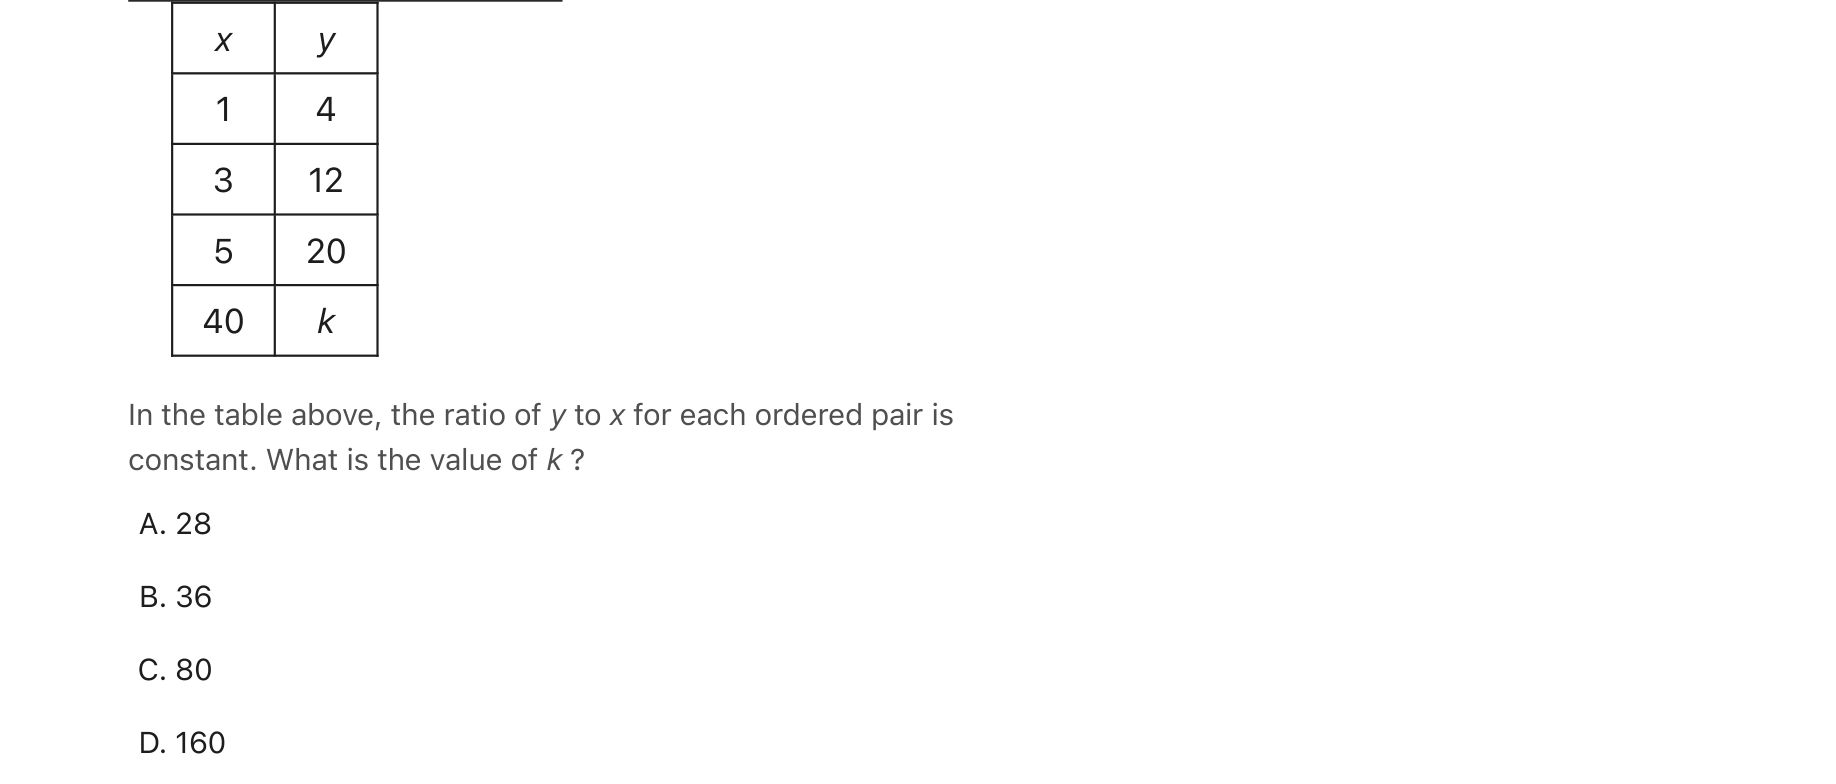 x y
1 4
3 12
5 20
40 k
In the table above, the ratio of y to x for each ordered pair is
constant. What is the value of k ?
A. 28
B. 36
C. 80
D. 160